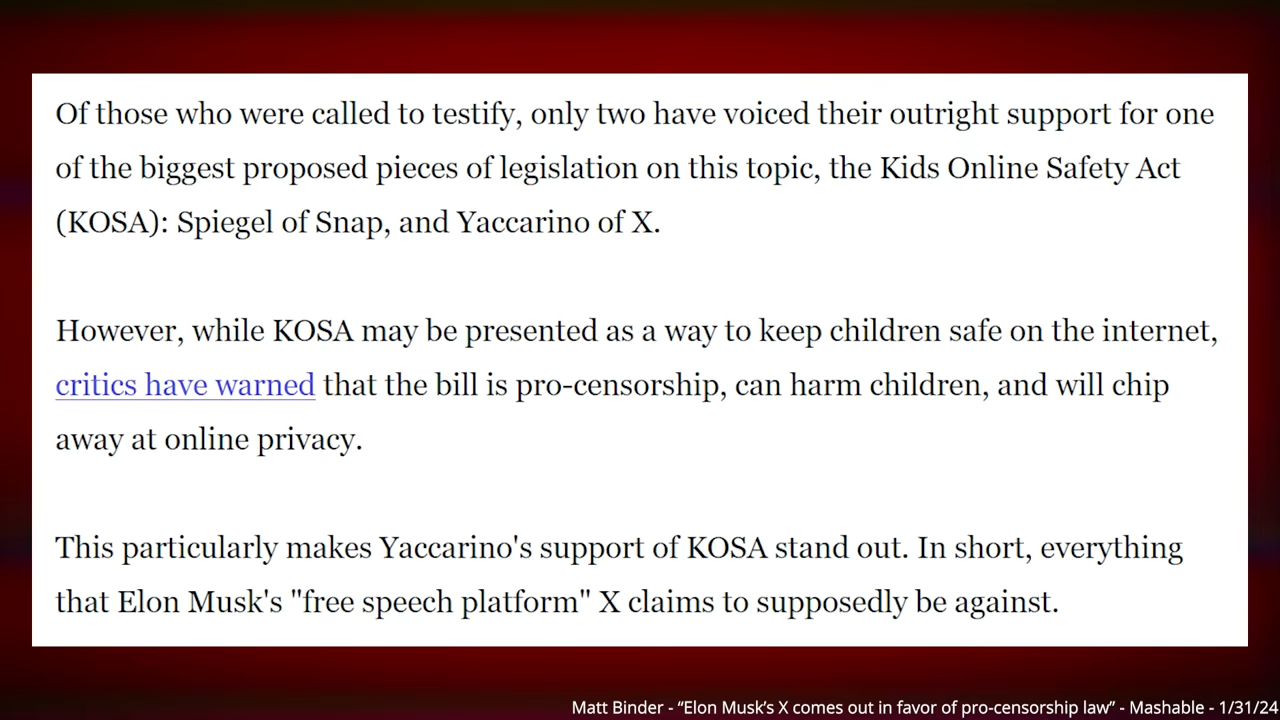 Of those who were called to testify, only two have voiced their outright support for one
of the biggest proposed pieces of legislation on this topic, the Kids Online Safety Act
(KOSA): Spiegel of Snap, and Yaccarino of X.
However, while KOSA may be presented as a way to keep children safe on the internet,
critics have warned that the bill is pro-censorship, can harm children, and will chip
away at online privacy.
This particularly makes Yaccarino's support of KOSA stand out. In short, everything
that Elon Musk's "free speech platform" X claims to supposedly be against.
Matt Binder - “Elon Musk’s X comes out in favor of pro-censorship law” - Mashable - 1/31/24